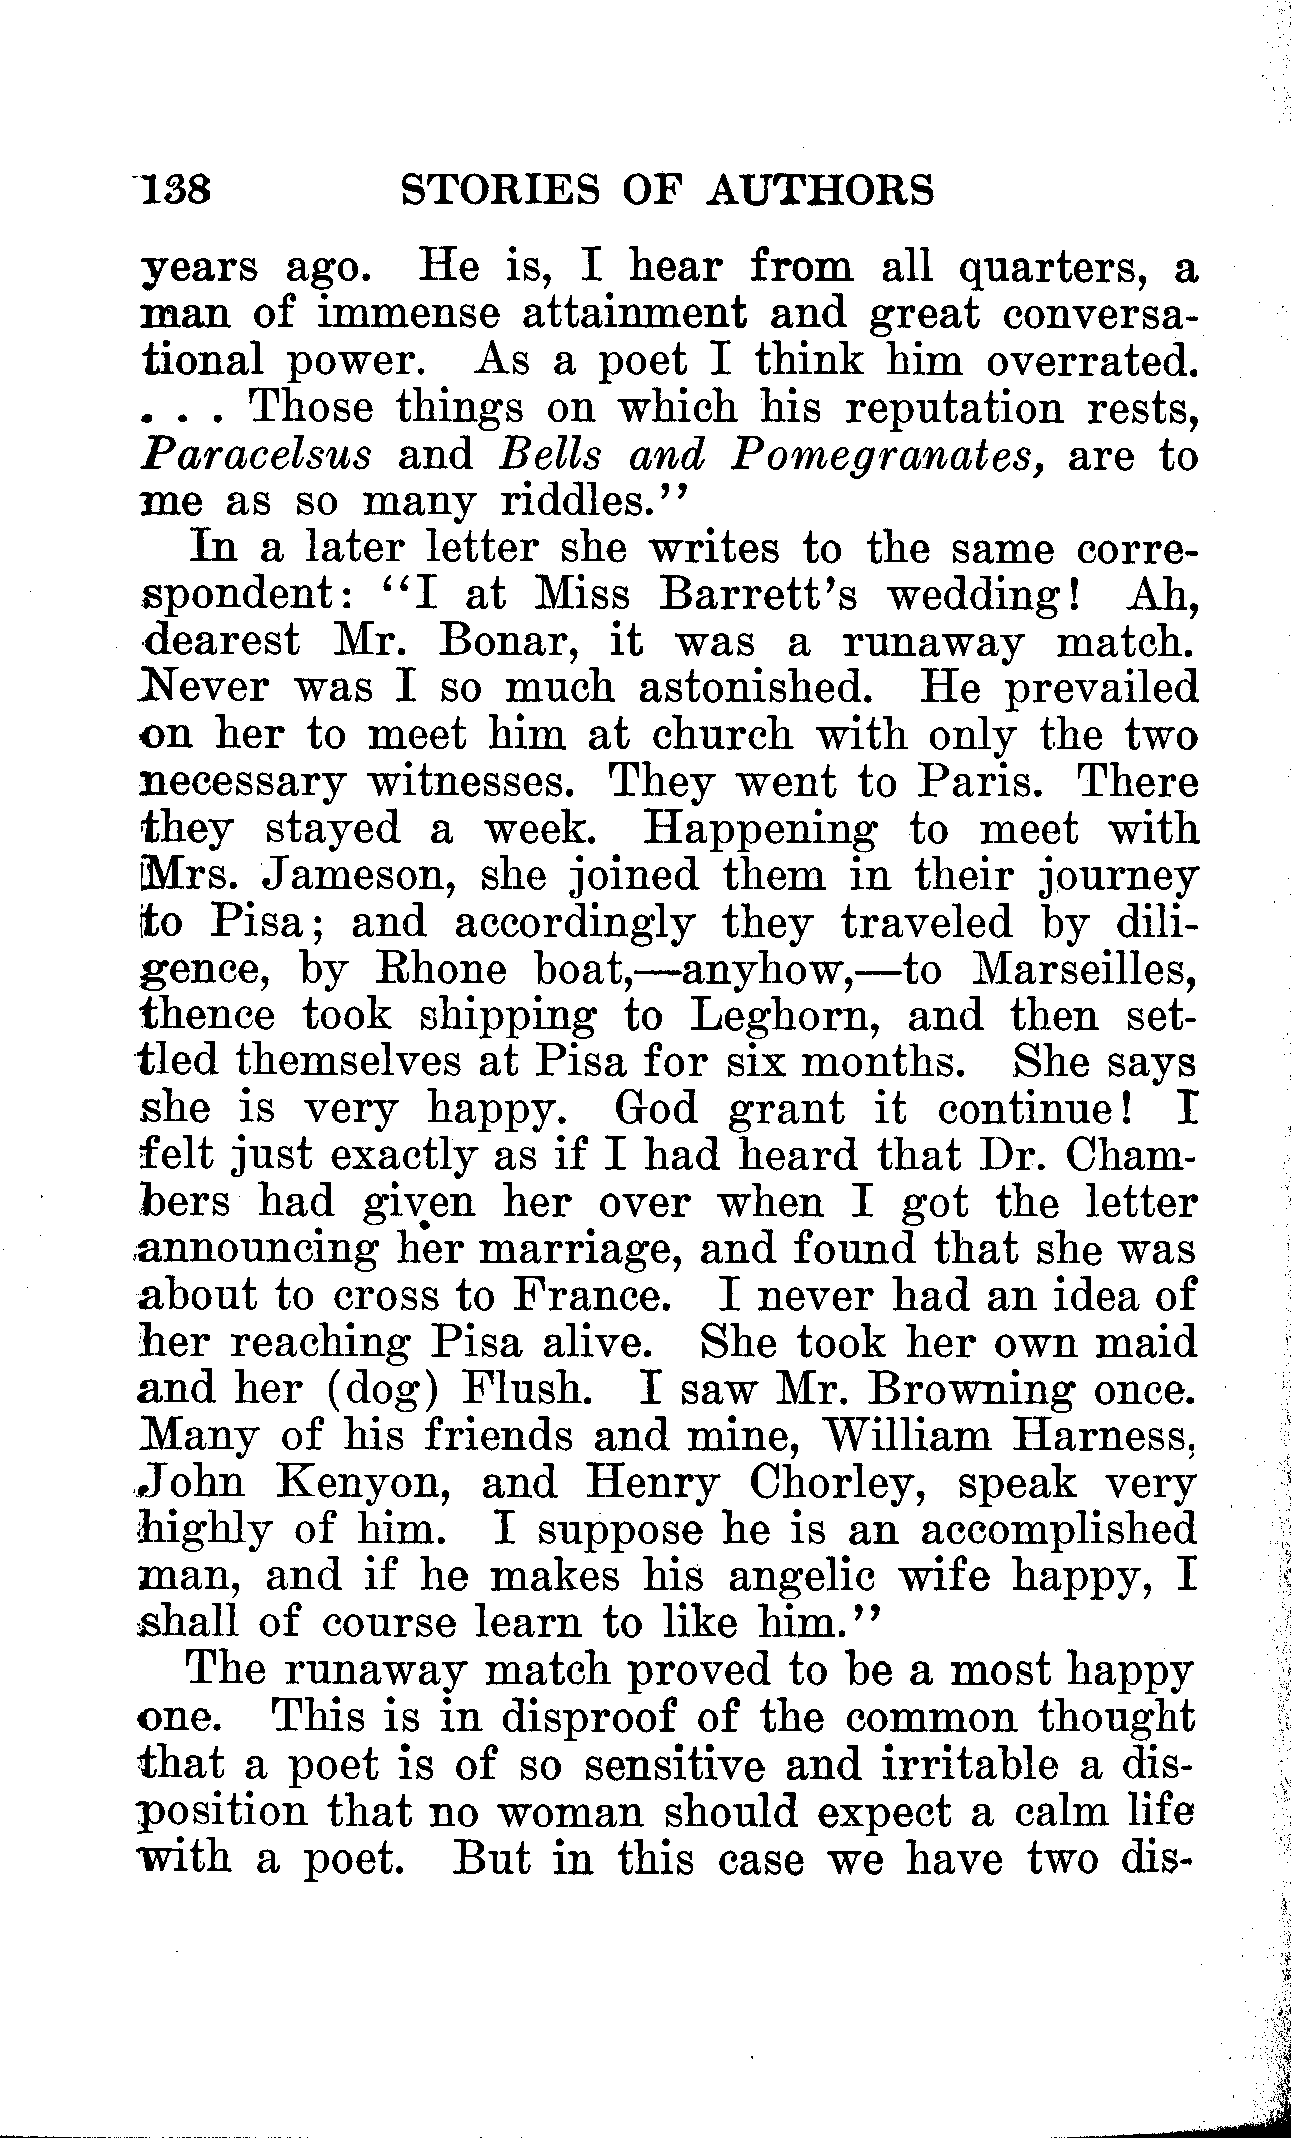 138 STORIES OF AUTHORS
years ago. He is, I hear from all quarters, a
man of immense attainment and great conversa-
tional power. As a poet I think him overrated.
. . . Those things on which his reputation rests,
Paracelsus and Bells and Pomegranates, are to
me as so many riddles.''
In a later letter she writes to the same corre-
spondent: ''I at Miss Barrett's wedding! Ah,
dearest Mr. Bonar, it was a runaway match.
Never was I so much astonished. He prevailed
on her to meet him at church with only the two
necessary witnesses. They went to Paris. There
they stayed a week. Happening to meet with
Mrs. Jameson, she joined them in their journey
to Pisa; and accordingly they traveled by dili-
gence, by Rhone boat,—anyhow,—to Marseilles,
thence took shipping to Leghorn, and then set-
tled themselves at Pisa for six months. She says
she is very happy. God grant it continue! I
felt just exactly as if I had heard that Dr. Cham-
bers had given her over when I got the letter
announcing her marriage, and found that she was
about to cross to France. I never had an idea of
her reaching Pisa alive. She took her own maid
and her (dog) Flush. I saw Mr. Browning once.
Many of his friends and mine, William Harness,
John Kenyon, and Henry Chorley, speak very
highly of him. I suppose he is an accomplished
man, and if he makes his angelic wife happy, I
shall of course learn to like him.''
The runaway match proved to be a most happy
one. This is in disproof of the common thought
that a poet is of so sensitive and irritable a dis-
position that no woman should expect a calm life
with a poet. But in this case we have two dis-